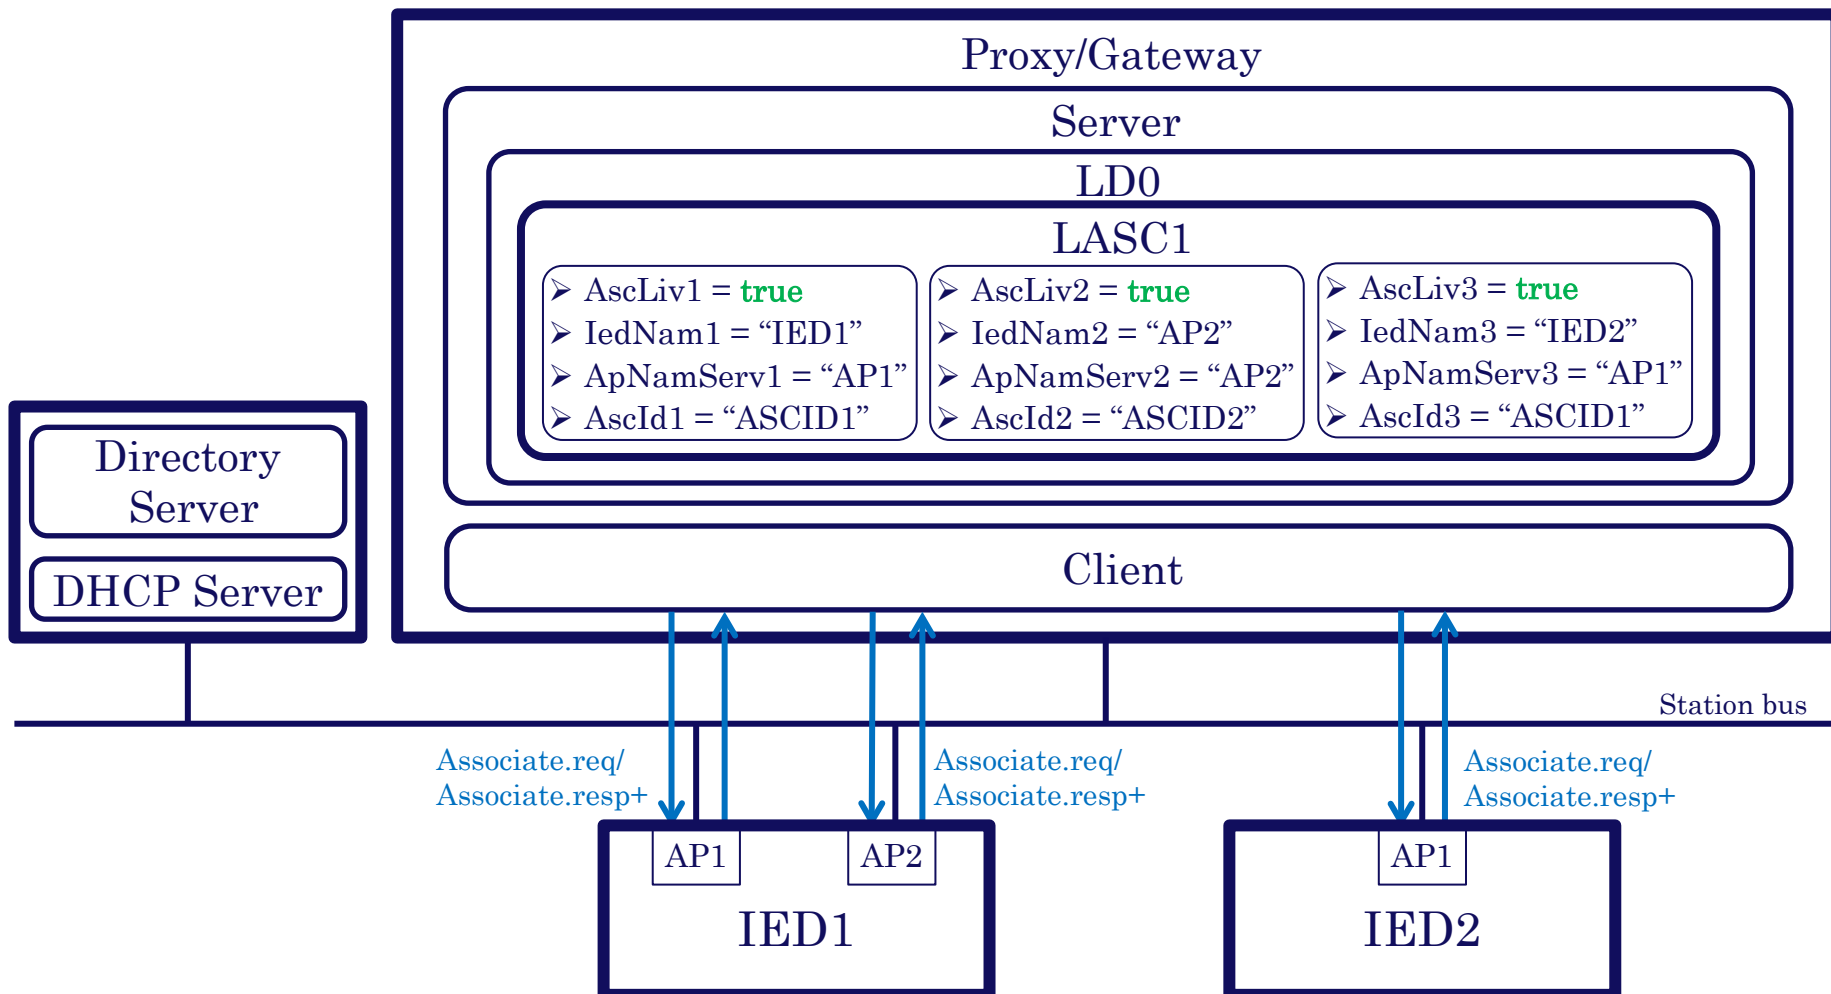 Proxy/Gateway
Server
LD0
LASC1
➢ AscLiv1 = true
➢ IedNam1 = “IED1”
➢ ApNamServ1 = “AP1”
➢ AscId1 = “ASCID1”
➢ AscLiv2 = true
➢ IedNam2 = “AP2”
➢ ApNamServ2 = “AP2”
➢ AscId2 = “ASCID2”
➢ AscLiv3 = true
➢ IedNam3 = “IED2”
➢ ApNamServ3 = “AP1”
➢ AscId3 = “ASCID1”
Directory
Server
DHCP Server
Client
Station bus
Associate.req/
Associate.resp+
Associate.req/
Associate.resp+
Associate.req/
Associate.resp+
AP1
AP2
IED1
AP1
IED2